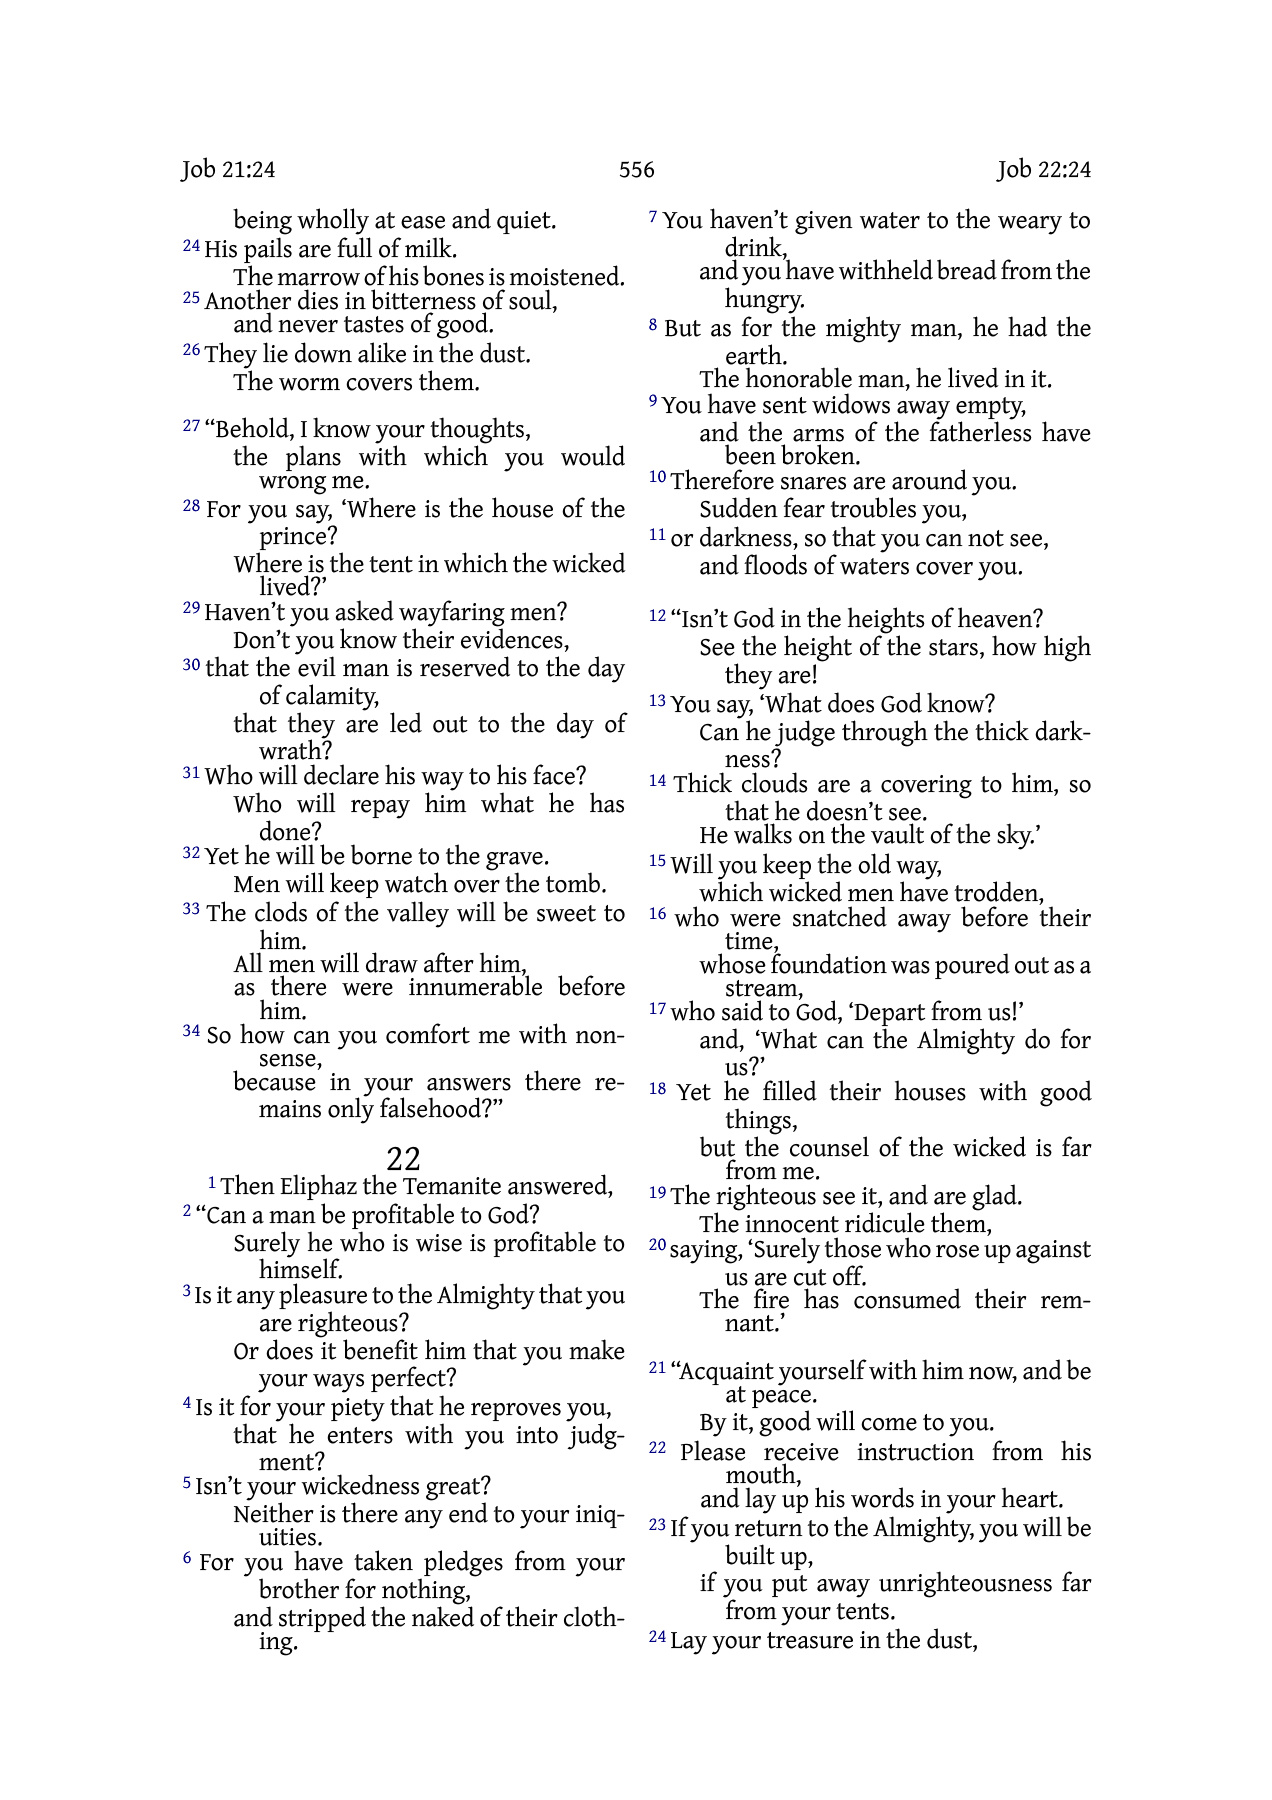 Job 21:24
556
Job 22:24
being wholly at ease and quiet.
24 His pails are full of milk.
The marrow of his bones is moistened.
25 Another dies in bitterness of soul,
and never tastes of good.
26 They lie down alike in the dust.
The worm covers them.
27 “Behold, I know your thoughts,
the plans with which you would
wrong me.
28 For you say, ‘Where is the house of the
prince?
Where is the tent in which the wicked
lived?’
29 Haven’t you asked wayfaring men?
Don’t you know their evidences,
30 that the evil man is reserved to the day
of calamity,
that they are led out to the day of
wrath?
31 Who will declare his way to his face?
Who will repay him what he has
done?
32 Yet he will be borne to the grave.
Men will keep watch over the tomb.
33 The clods of the valley will be sweet to
him.
All men will draw after him,
as there were innumerable before
him.
34 So how can you comfort me with non-
sense,
because in your answers there re-
mains only falsehood?”
22
1 Then Eliphaz the Temanite answered,
2 “Can a man be profitable to God?
Surely he who is wise is profitable to
himself.
3 Is it any pleasure to the Almighty that you
are righteous?
Or does it benefit him that you make
your ways perfect?
4 Is it for your piety that he reproves you,
that he enters with you into judg-
ment?
5 Isn’t your wickedness great?
Neither is there any end to your iniq-
uities.
6 For you have taken pledges from your
brother for nothing,
and stripped the naked of their cloth-
ing.
7 You haven’t given water to the weary to
drink,
and you have withheld bread from the
hungry.
8 But as for the mighty man, he had the
earth.
The honorable man, he lived in it.
9 You have sent widows away empty,
and the arms of the fatherless have
been broken.
10 Therefore snares are around you.
Sudden fear troubles you,
11 or darkness, so that you can not see,
and floods of waters cover you.
12 “Isn’t God in the heights of heaven?
See the height of the stars, how high
they are!
13 You say, ‘What does God know?
Can he judge through the thick dark-
ness?
14 Thick clouds are a covering to him, so
that he doesn’t see.
He walks on the vault of the sky.’
15 Will you keep the old way,
which wicked men have trodden,
16 who were snatched away before their
time,
whose foundation was poured out as a
stream,
17 who said to God, ‘Depart from us!’
and, ‘What can the Almighty do for
us?’
18 Yet he filled their houses with good
things,
but the counsel of the wicked is far
from me.
19 The righteous see it, and are glad.
The innocent ridicule them,
20 saying, ‘Surely those who rose up against
us are cut off.
The fire has consumed their rem-
nant.’
21 “Acquaint yourself with him now, and be
at peace.
By it, good will come to you.
22 Please receive instruction from his
mouth,
and lay up his words in your heart.
23 If you return to the Almighty, you will be
built up,
if you put away unrighteousness far
from your tents.
24 Lay your treasure in the dust,